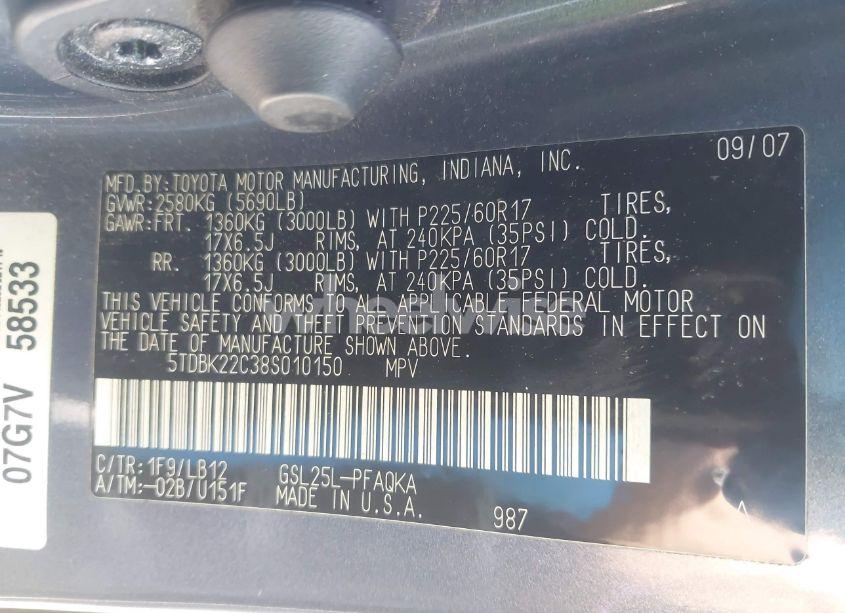 09/07
MFD.BY:TOYOTA MOTOR MANUFACTURING, INDIANA, INC.
GVWR:2580KG (5690LB)
GAWR:FRT. 1360KG (3000LB) WITH P225/60R17 TIRES,
17X6.5J RIMS, AT 240KPA (35PSI) COLD.
RR. 1360KG (3000LB) WITH P225/60R17 TIRES,
17X6.5J RIMS, AT 240KPA (35PSI) COLD.
THIS VEHICLE CONFORMS TO ALL APPLICABLE FEDERAL MOTOR
VEHICLE SAFETY AND THEFT PREVENTION STANDARDS IN EFFECT ON
THE DATE OF MANUFACTURE SHOWN ABOVE.
5TDBK22C38S010150 MPV
C/TR:1F9/LB12 GSL25L-PFAQKA
A/TM:-02B/U151F MADE IN U.S.A.
987 A
07G7V 58533